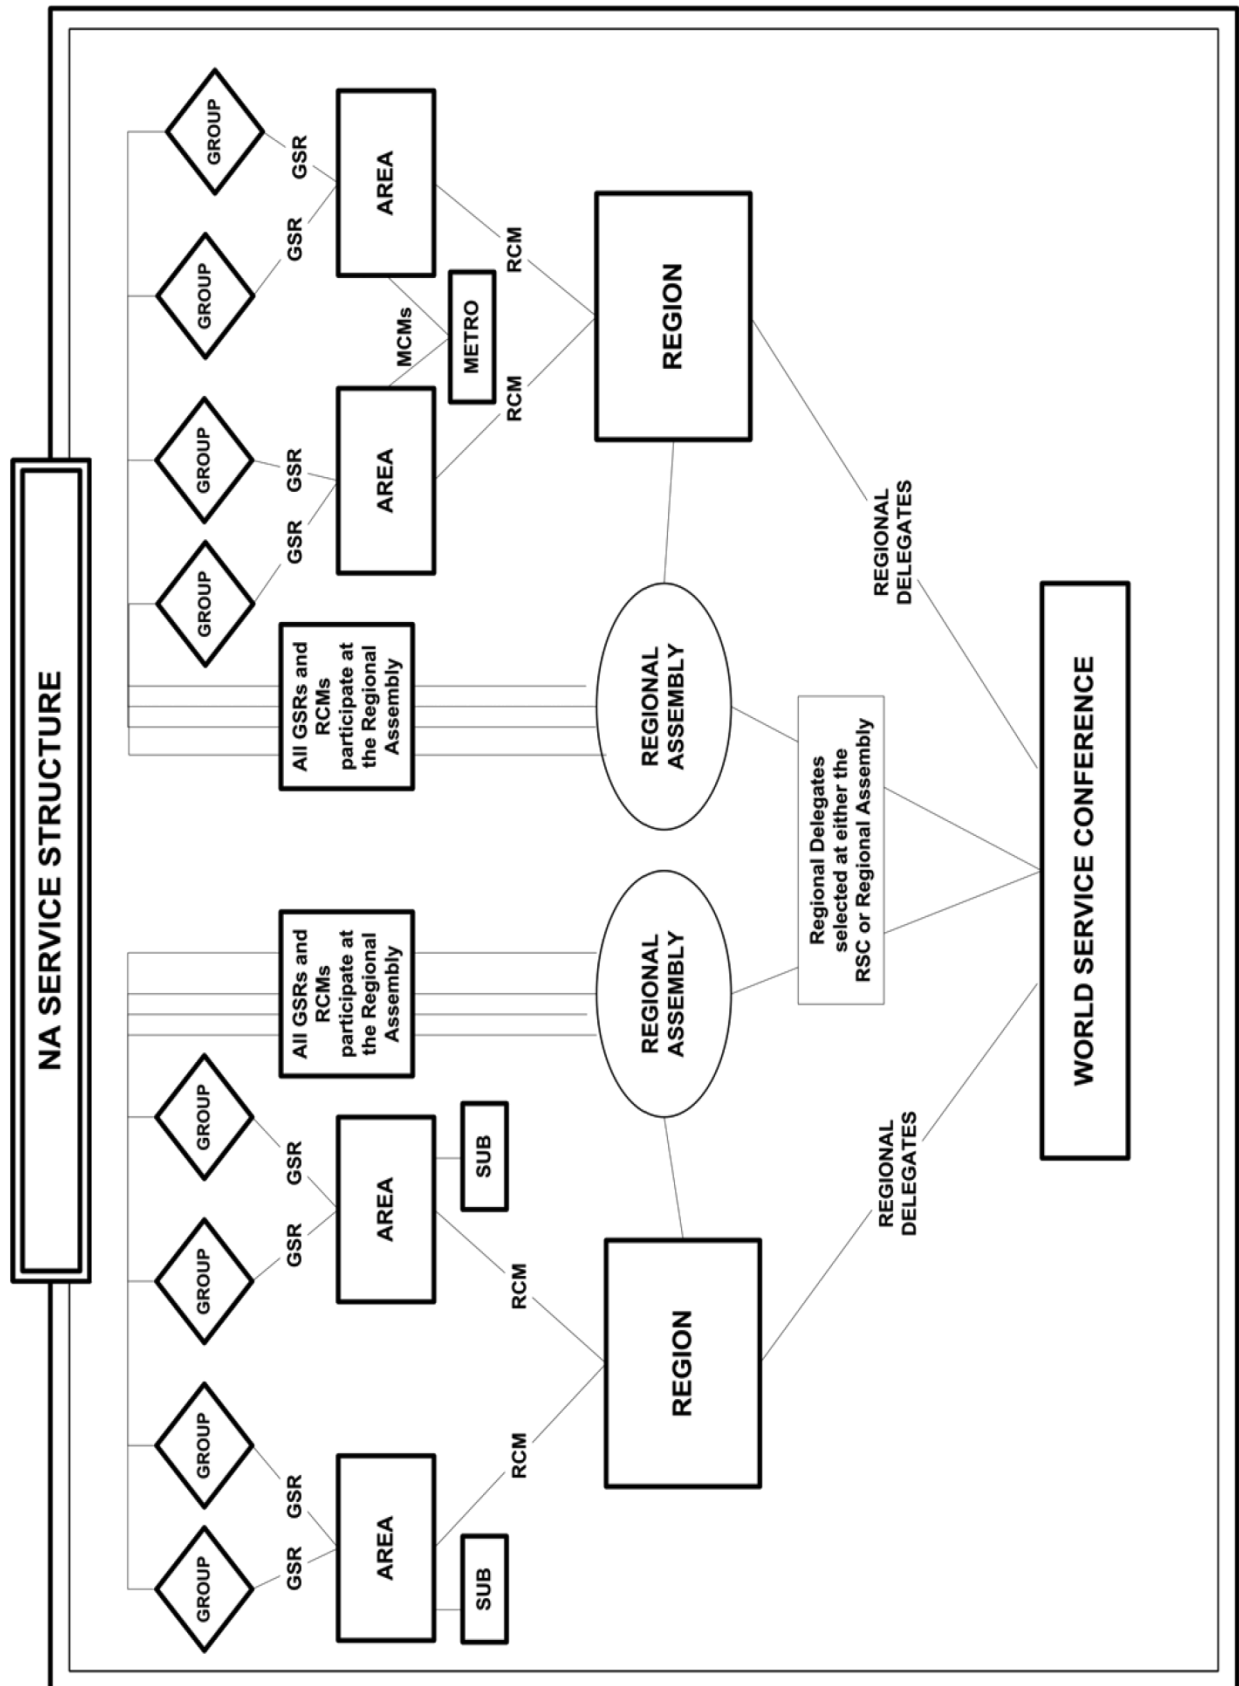 NA SERVICE STRUCTURE
GROUP
GROUP
GROUP
GROUP
GROUP
GROUP
GROUP
GROUP
GSR
GSR
GSR
GSR
GSR
GSR
GSR
GSR
AREA
AREA
All GSRs and
RCMs
participate at
the Regional
Assembly
All GSRs and
RCMs
participate at
the Regional
Assembly
AREA
AREA
MCMs
SUB
SUB
METRO
RCM
RCM
RCM
RCM
REGION
REGIONAL
ASSEMBLY
REGIONAL
ASSEMBLY
REGION
Regional Delegates
selected at either the
RSC or Regional Assembly
REGIONAL
DELEGATES
REGIONAL
DELEGATES
WORLD SERVICE CONFERENCE